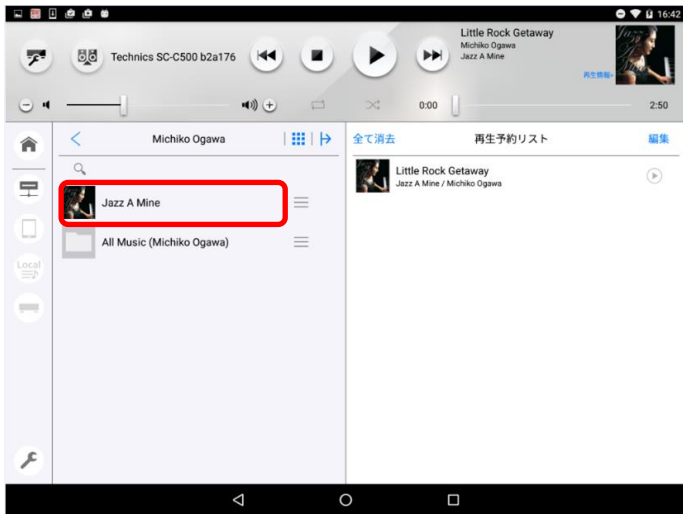 16:42
Technics SC-C500 b2a176
Little Rock Getaway
Michiko Ogawa
Jazz A Mine
再生情報
0:00
2:50
Michiko Ogawa
全て消去
再生予約リスト
編集
Jazz A Mine
All Music (Michiko Ogawa)
Little Rock Getaway
Jazz A Mine / Michiko Ogawa
Local